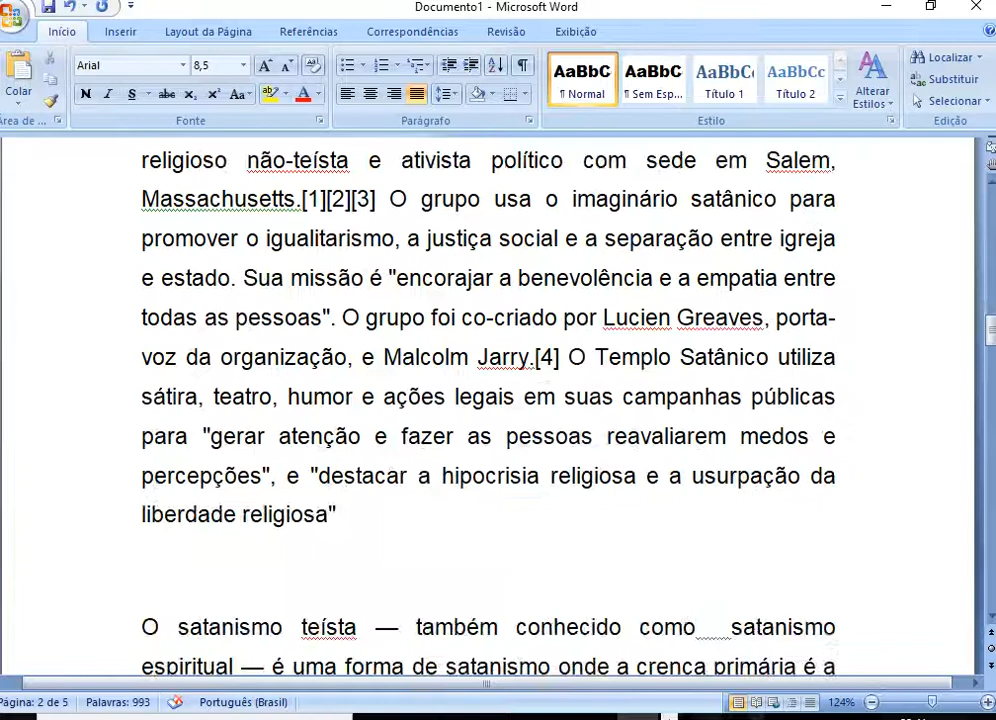 Documento1 - Microsoft Word
Início Inserir Layout da Página Referências Correspondências Revisão Exibição
Colar
Arial 8,5
N I S abc x₂ x² Aa
Área de ... Fonte Parágrafo Estilo Edição
AaBbC AaBbC AaBbC AaBbCc
¶ Normal ¶ Sem Esp... Título 1 Título 2
Alterar Estilos
Localizar
Substituir
Selecionar
religioso não-teísta e ativista político com sede em Salem,
Massachusetts.[1][2][3] O grupo usa o imaginário satânico para
promover o igualitarismo, a justiça social e a separação entre igreja
e estado. Sua missão é "encorajar a benevolência e a empatia entre
todas as pessoas". O grupo foi co-criado por Lucien Greaves, porta-
voz da organização, e Malcolm Jarry.[4] O Templo Satânico utiliza
sátira, teatro, humor e ações legais em suas campanhas públicas
para "gerar atenção e fazer as pessoas reavaliarem medos e
percepções", e "destacar a hipocrisia religiosa e a usurpação da
liberdade religiosa"
O satanismo teísta — também conhecido como satanismo
espiritual — é uma forma de satanismo onde a crença primária é a
Página: 2 de 5 Palavras: 993 Português (Brasil) 124%